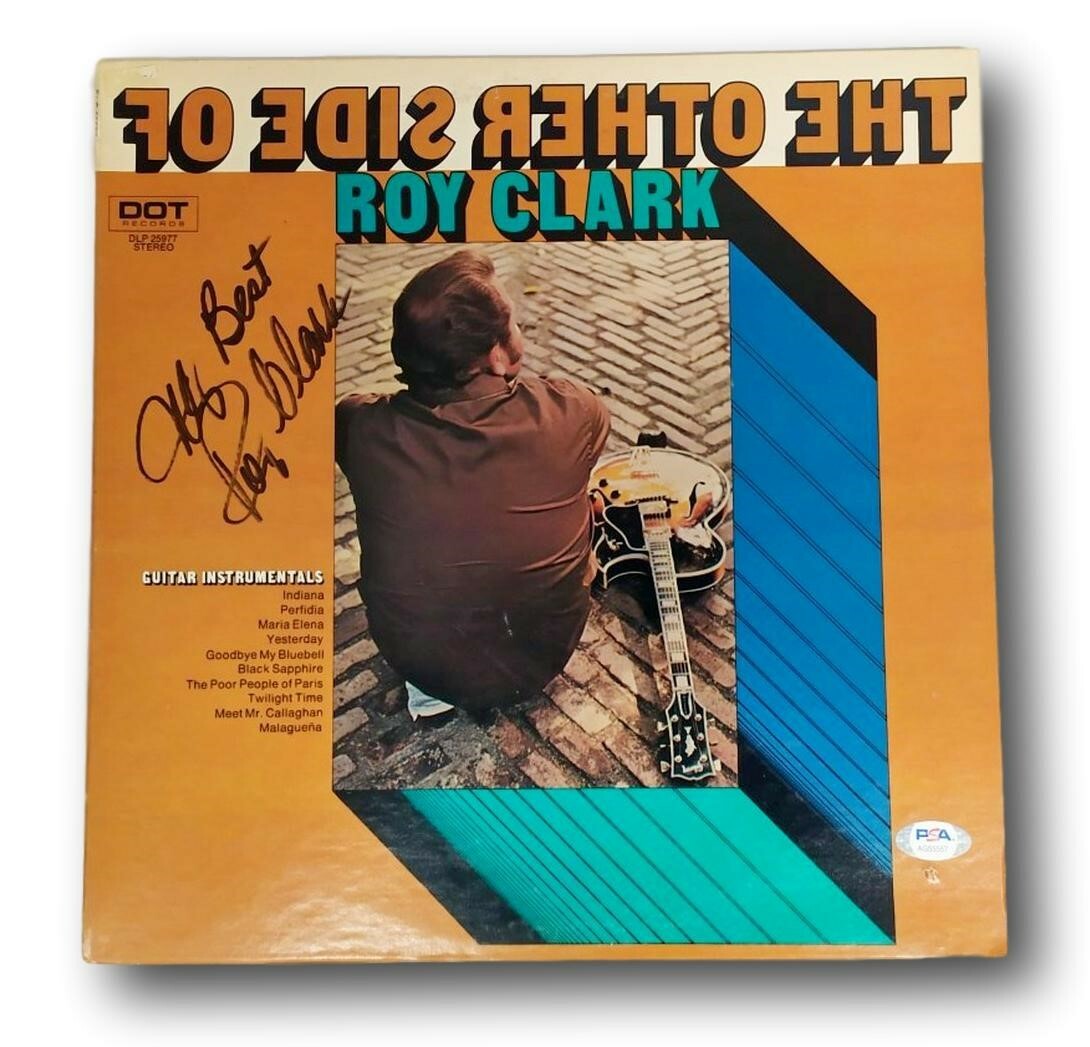 THE OTHER SIDE OF
ROY CLARK
DOT
RECORDS
DLP 25977
STEREO
My Best
Roy Clark
GUITAR INSTRUMENTALS
Indiana
Perfidia
Maria Elena
Yesterday
Goodbye My Bluebell
Black Sapphire
The Poor People of Paris
Twilight Time
Meet Mr. Callaghan
Malagueña
PSA